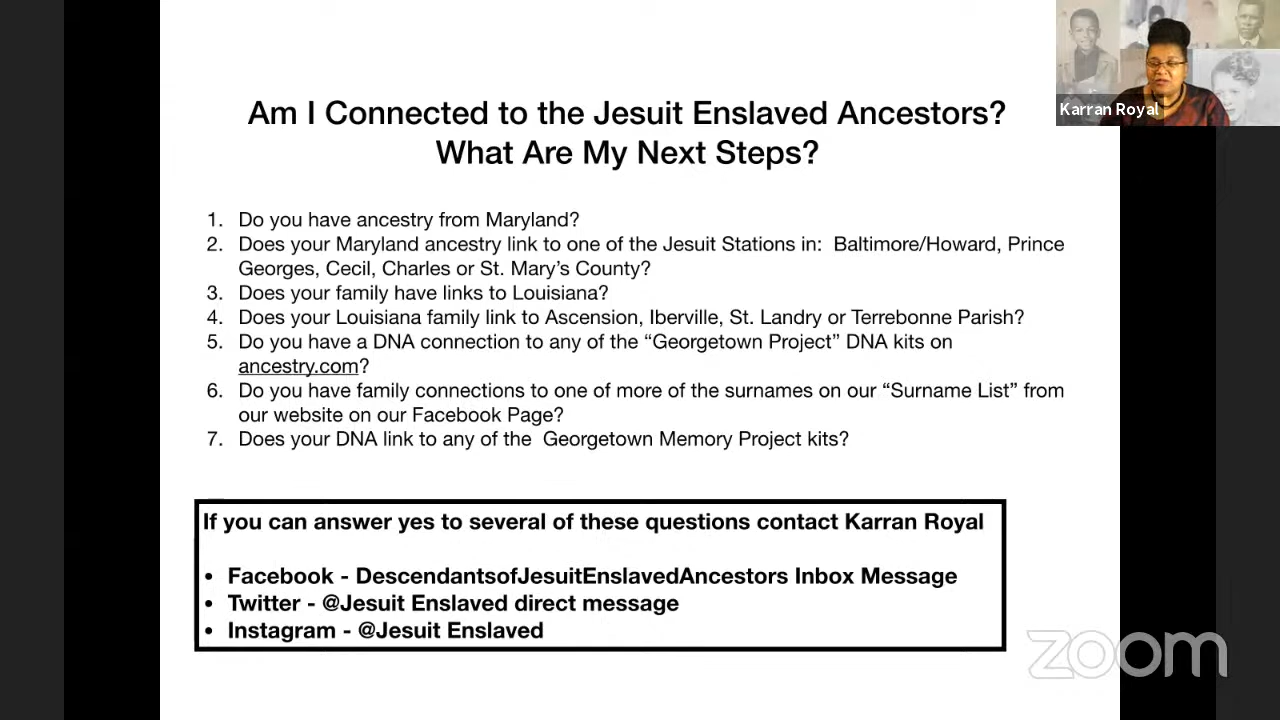 Am I Connected to the Jesuit Enslaved Ancestors?
What Are My Next Steps?
Karran Royal
1. Do you have ancestry from Maryland?
2. Does your Maryland ancestry link to one of the Jesuit Stations in: Baltimore/Howard, Prince
Georges, Cecil, Charles or St. Mary's County?
3. Does your family have links to Louisiana?
4. Does your Louisiana family link to Ascension, Iberville, St. Landry or Terrebonne Parish?
5. Do you have a DNA connection to any of the “Georgetown Project” DNA kits on
ancestry.com?
6. Do you have family connections to one of more of the surnames on our “Surname List” from
our website on our Facebook Page?
7. Does your DNA link to any of the Georgetown Memory Project kits?
If you can answer yes to several of these questions contact Karran Royal
• Facebook - DescendantsofJesuitEnslavedAncestors Inbox Message
• Twitter - @Jesuit Enslaved direct message
• Instagram - @Jesuit Enslaved
zoom